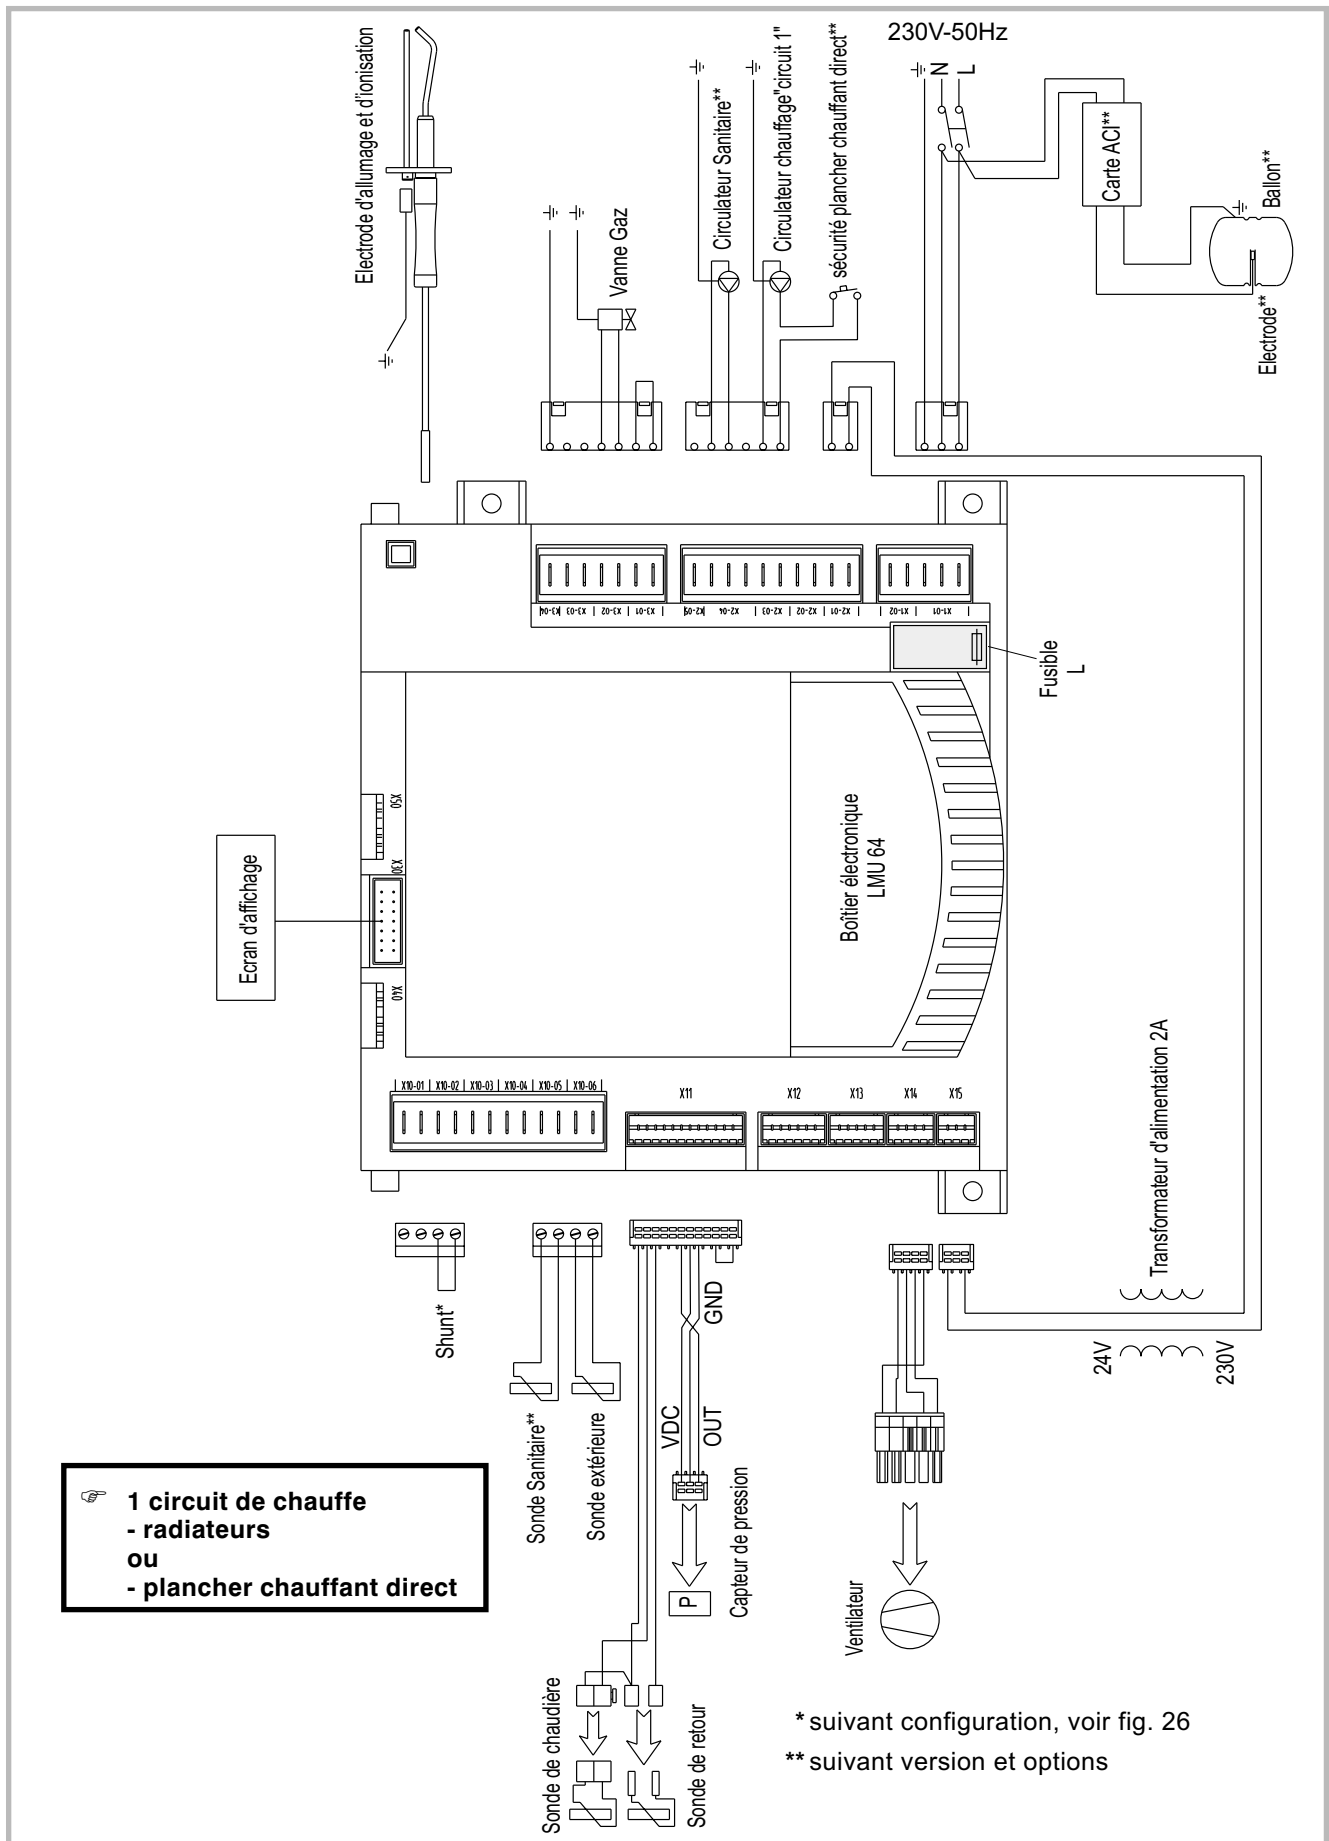 230V-50Hz
Electrode d'allumage et d'ionisation
Vanne Gaz
Circulateur Sanitaire**
Circulateur chauffage"circuit 1"
sécurité plancher chauffant direct**
N
L
Carte ACI**
Ballon**
Electrode**
X3-04 X3-03 X3-02 X3-01
X2-05 X2-04 X2-03 X2-02 X2-01
X1-02 X1-01
Fusible
L
Ecran d'affichage
X50
X30
X40
Boîtier électronique
LMU 64
X10-01 X10-02 X10-03 X10-04 X10-05 X10-06
X11
X12
X13
X14
X15
Transformateur d'alimentation 2A
24V
230V
Shunt*
Sonde Sanitaire**
Sonde extérieure
VDC
GND
OUT
P
Capteur de pression
Ventilateur
Sonde de chaudière
Sonde de retour
☞ 1 circuit de chauffe
- radiateurs
ou
- plancher chauffant direct
* suivant configuration, voir fig. 26
** suivant version et options